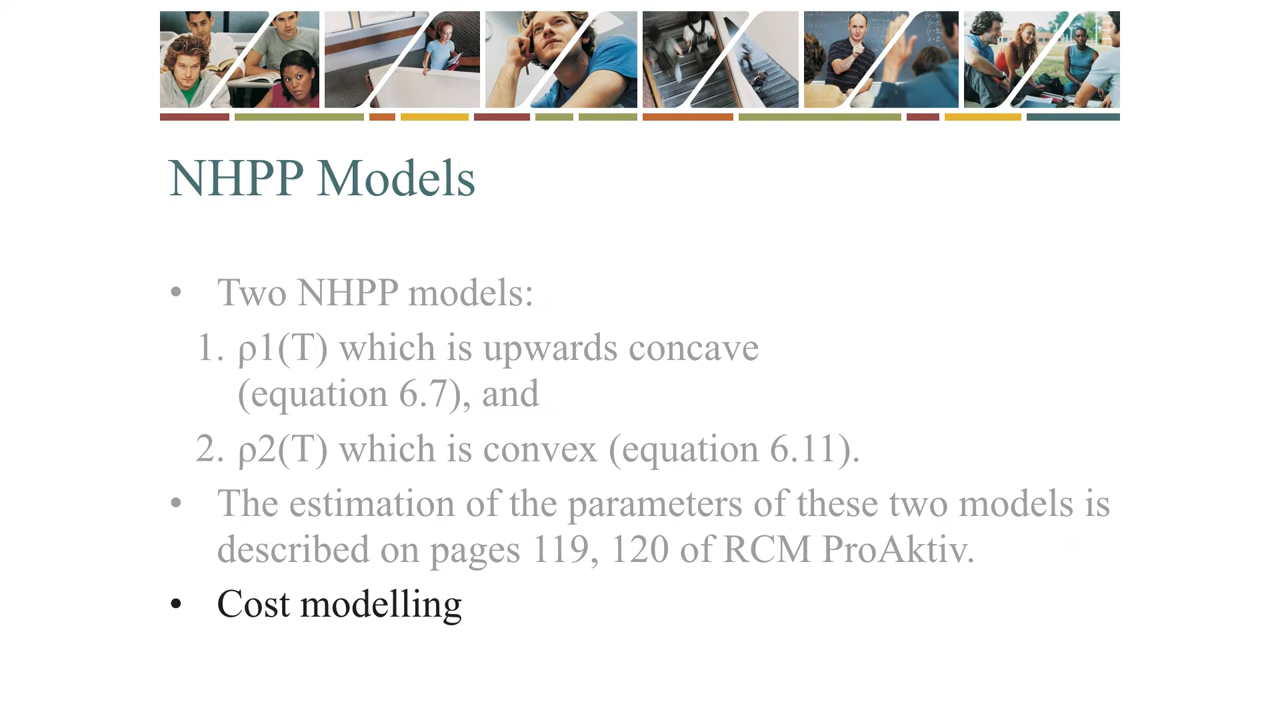 NHPP Models
• Two NHPP models:
1. ρ1(T) which is upwards concave
(equation 6.7), and
2. ρ2(T) which is convex (equation 6.11).
• The estimation of the parameters of these two models is
described on pages 119, 120 of RCM ProAktiv.
• Cost modelling